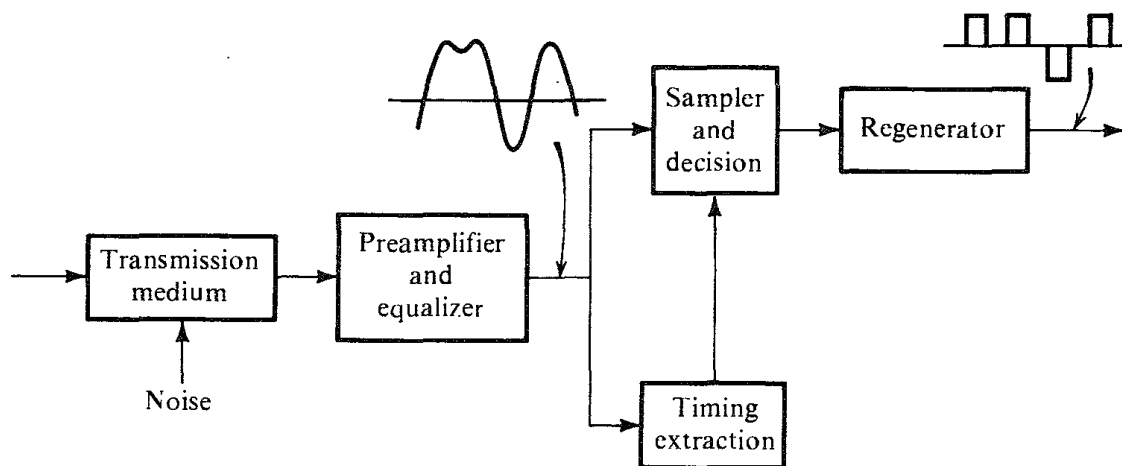 Sampler
and
decision
Regenerator
Transmission
medium
Preamplifier
and
equalizer
Noise
Timing
extraction